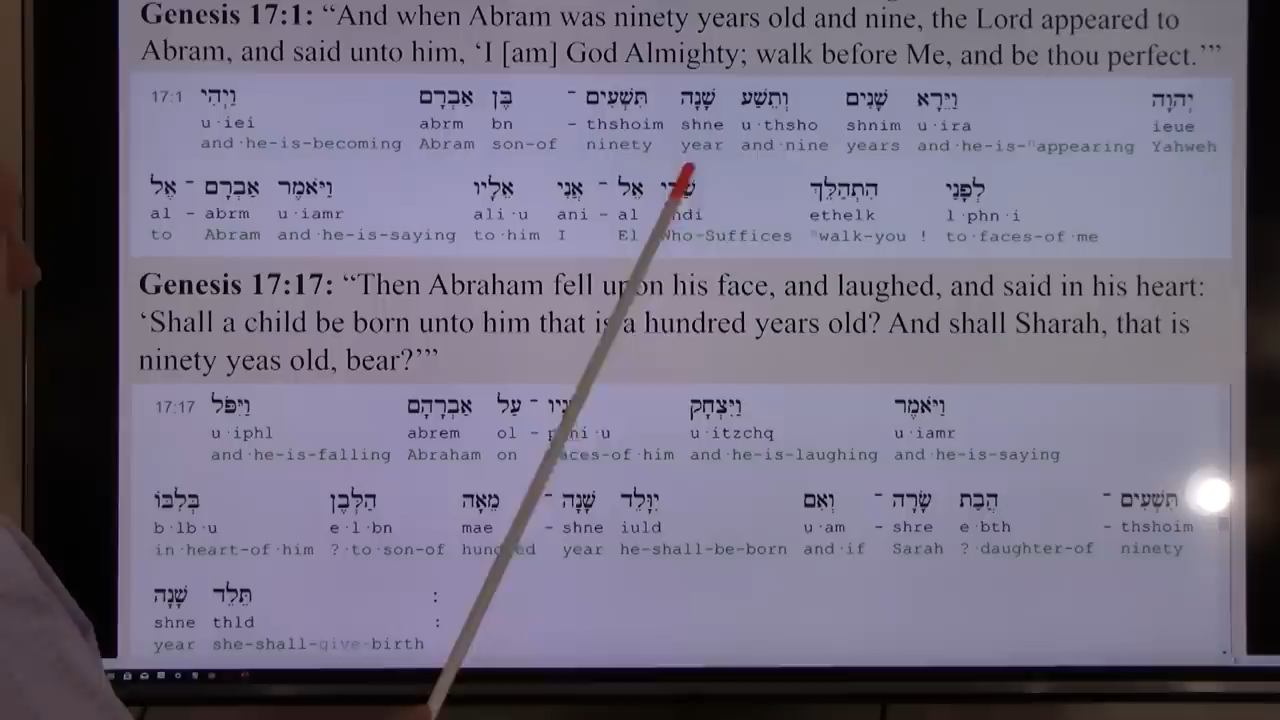 Genesis 17:1: “And when Abram was ninety years old and nine, the Lord appeared to
Abram, and said unto him, ‘I [am] God Almighty; walk before Me, and be thou perfect.’”
17:1 וַיְהִי אַבְרָם בֶּן - תִּשְׁעִים שָׁנָה וְתֵשַׁע שָׁנִים וַיֵּרָא יְהוָה
u·iei abrm bn - thshoim shne u·thsho shnim u·ira ieue
and·he-is-becoming Abram son-of ninety year and·nine years and·he-is-ⁿappearing Yahweh
אֶל - אַבְרָם וַיֹּאמֶר אֵלָיו אֲנִי - אֵל הִתְהַלֵּךְ לְפָנַי
al - abrm u·iamr ali·u ani - al ethelk l·phn·i
to Abram and·he-is-saying to·him I El Who-Suffices "walk-you ! to·faces-of·me
Genesis 17:17: “Then Abraham fell upon his face, and laughed, and said in his heart:
‘Shall a child be born unto him that is a hundred years old? And shall Sharah, that is
ninety yeas old, bear?’”
17:17 וַיִּפֹּל אַבְרָהָם עַל - וַיִּצְחָק וַיֹּאמֶר
u·iphl abrem ol - u·itzchq u·iamr
and·he-is-falling Abraham on faces-of·him and·he-is-laughing and·he-is-saying
בְּלִבּוֹ הַלְּבֶן מֵאָה - שָׁנָה יִוָּלֵד וְאִם - שָׂרָה הֲבַת - תִּשְׁעִים
b·lb·u e·l·bn mae - shne iuld u·am - shre e·bth - thshoim
in·heart-of·him ?·to·son-of hundred year he-shall-be-born and·if Sarah ?·daughter-of ninety
שָׁנָה תֵּלֵד :
shne thld :
year she-shall-give-birth